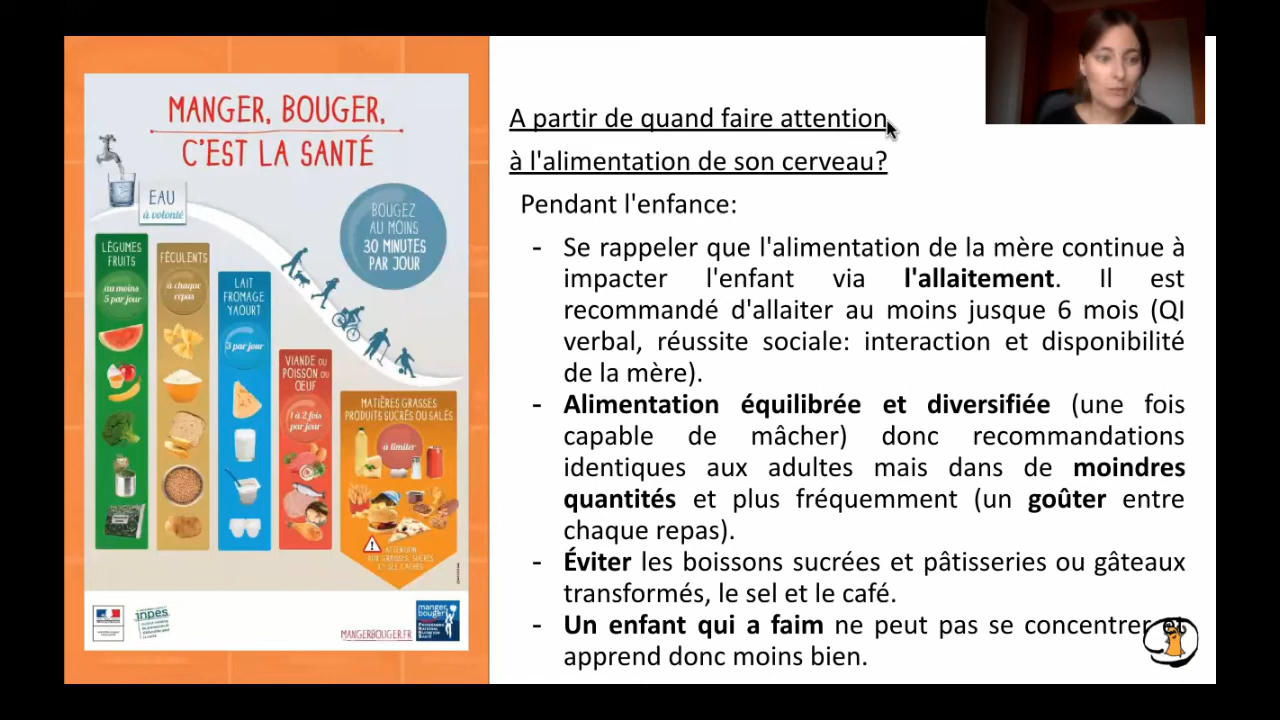 MANGER, BOUGER,
C'EST LA SANTÉ
EAU
à volonté
BOUGEZ
AU MOINS
30 MINUTES
PAR JOUR
LÉGUMES
FRUITS
au moins
5 par jour
FÉCULENTS
à chaque
repas
LAIT
FROMAGE
YAOURT
3 par jour
VIANDE OU
POISSON OU
ŒUF
1 à 2 fois
par jour
MATIÈRES GRASSES
PRODUITS SUCRÉS OU SALÉS
à limiter
ATTENTION
inpes
MANGERBOUGER.FR
manger
bouger
A partir de quand faire attention
à l'alimentation de son cerveau?
Pendant l'enfance:
- Se rappeler que l'alimentation de la mère continue à
impacter l'enfant via l'allaitement. Il est
recommandé d'allaiter au moins jusque 6 mois (QI
verbal, réussite sociale: interaction et disponibilité
de la mère).
- Alimentation équilibrée et diversifiée (une fois
capable de mâcher) donc recommandations
identiques aux adultes mais dans de moindres
quantités et plus fréquemment (un goûter entre
chaque repas).
- Éviter les boissons sucrées et pâtisseries ou gâteaux
transformés, le sel et le café.
- Un enfant qui a faim ne peut pas se concentrer et
apprend donc moins bien.